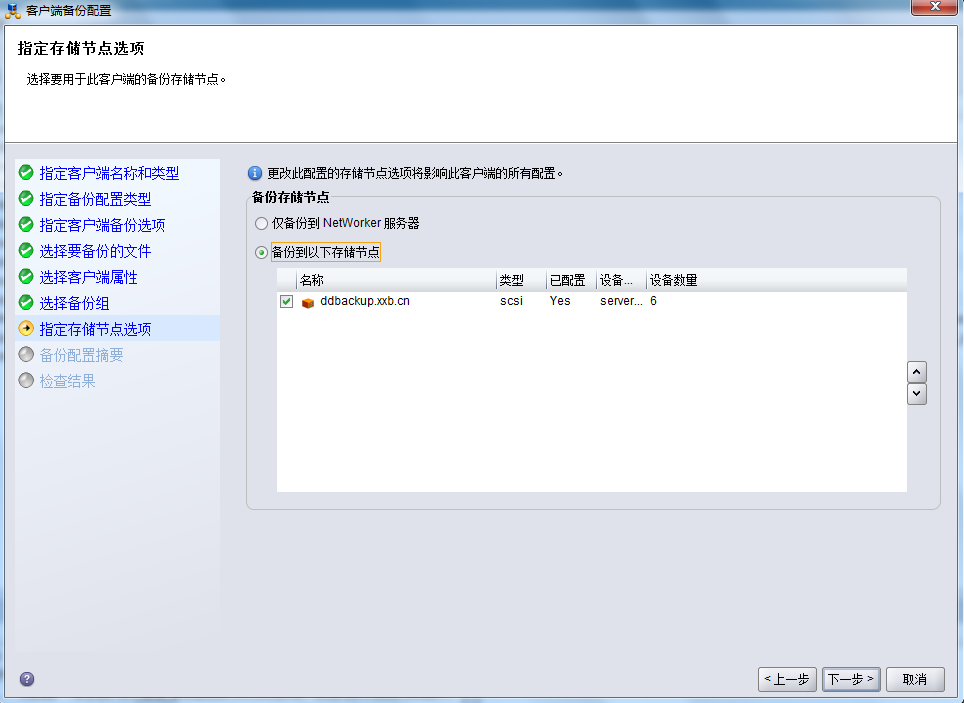 客户端备份配置
指定存储节点选项
选择要用于此客户端的备份存储节点。
指定客户端名称和类型
指定备份配置类型
指定客户端备份选项
选择要备份的文件
选择客户端属性
选择备份组
指定存储节点选项
备份配置摘要
检查结果
更改此配置的存储节点选项将影响此客户端的所有配置。
备份存储节点
仅备份到 NetWorker 服务器
备份到以下存储节点
名称 类型 已配置 设备... 设备数量
ddbackup.xxb.cn scsi Yes server... 6
< 上一步 下一步 > 取消